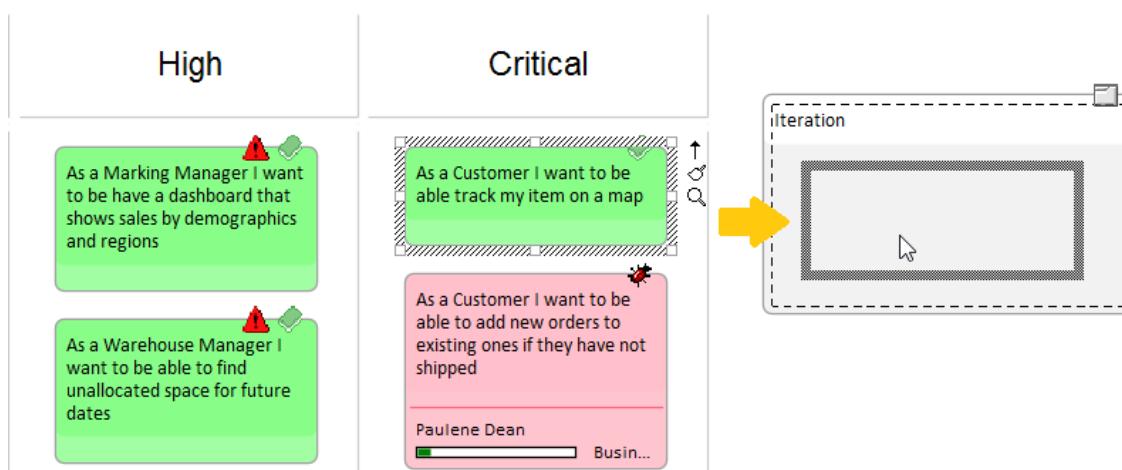 High
As a Marking Manager I want
to be have a dashboard that
shows sales by demographics
and regions
As a Warehouse Manager I
want to be able to find
unallocated space for future
dates
Critical
As a Customer I want to be
able track my item on a map
As a Customer I want to be
able to add new orders to
existing ones if they have not
shipped
Paulene Dean
Busin...
Iteration